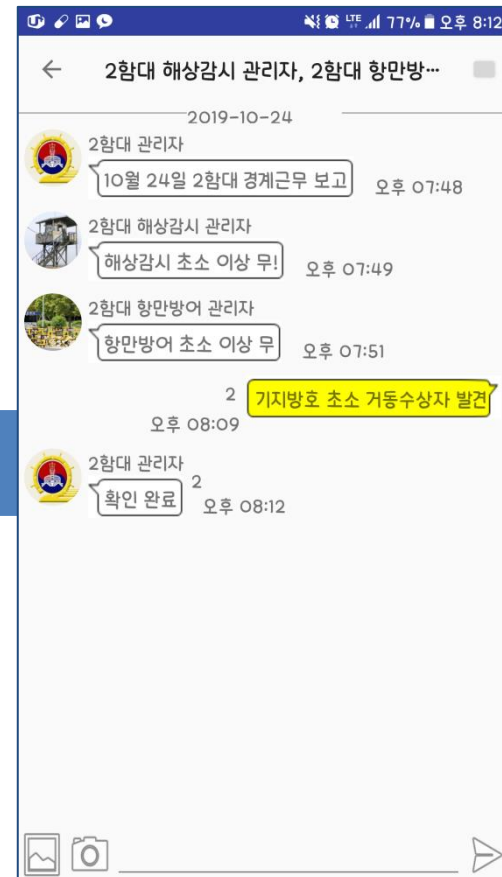 LTE 77% 오후 8:12
2함대 해상감시 관리자, 2함대 항만방…
2019-10-24
2함대 관리자
10월 24일 2함대 경계근무 보고 오후 07:48
2함대 해상감시 관리자
해상감시 초소 이상 무! 오후 07:49
2함대 항만방어 관리자
항만방어 초소 이상 무 오후 07:51
2 기지방호 초소 거동수상자 발견
오후 08:09
2함대 관리자
확인 완료 2 오후 08:12